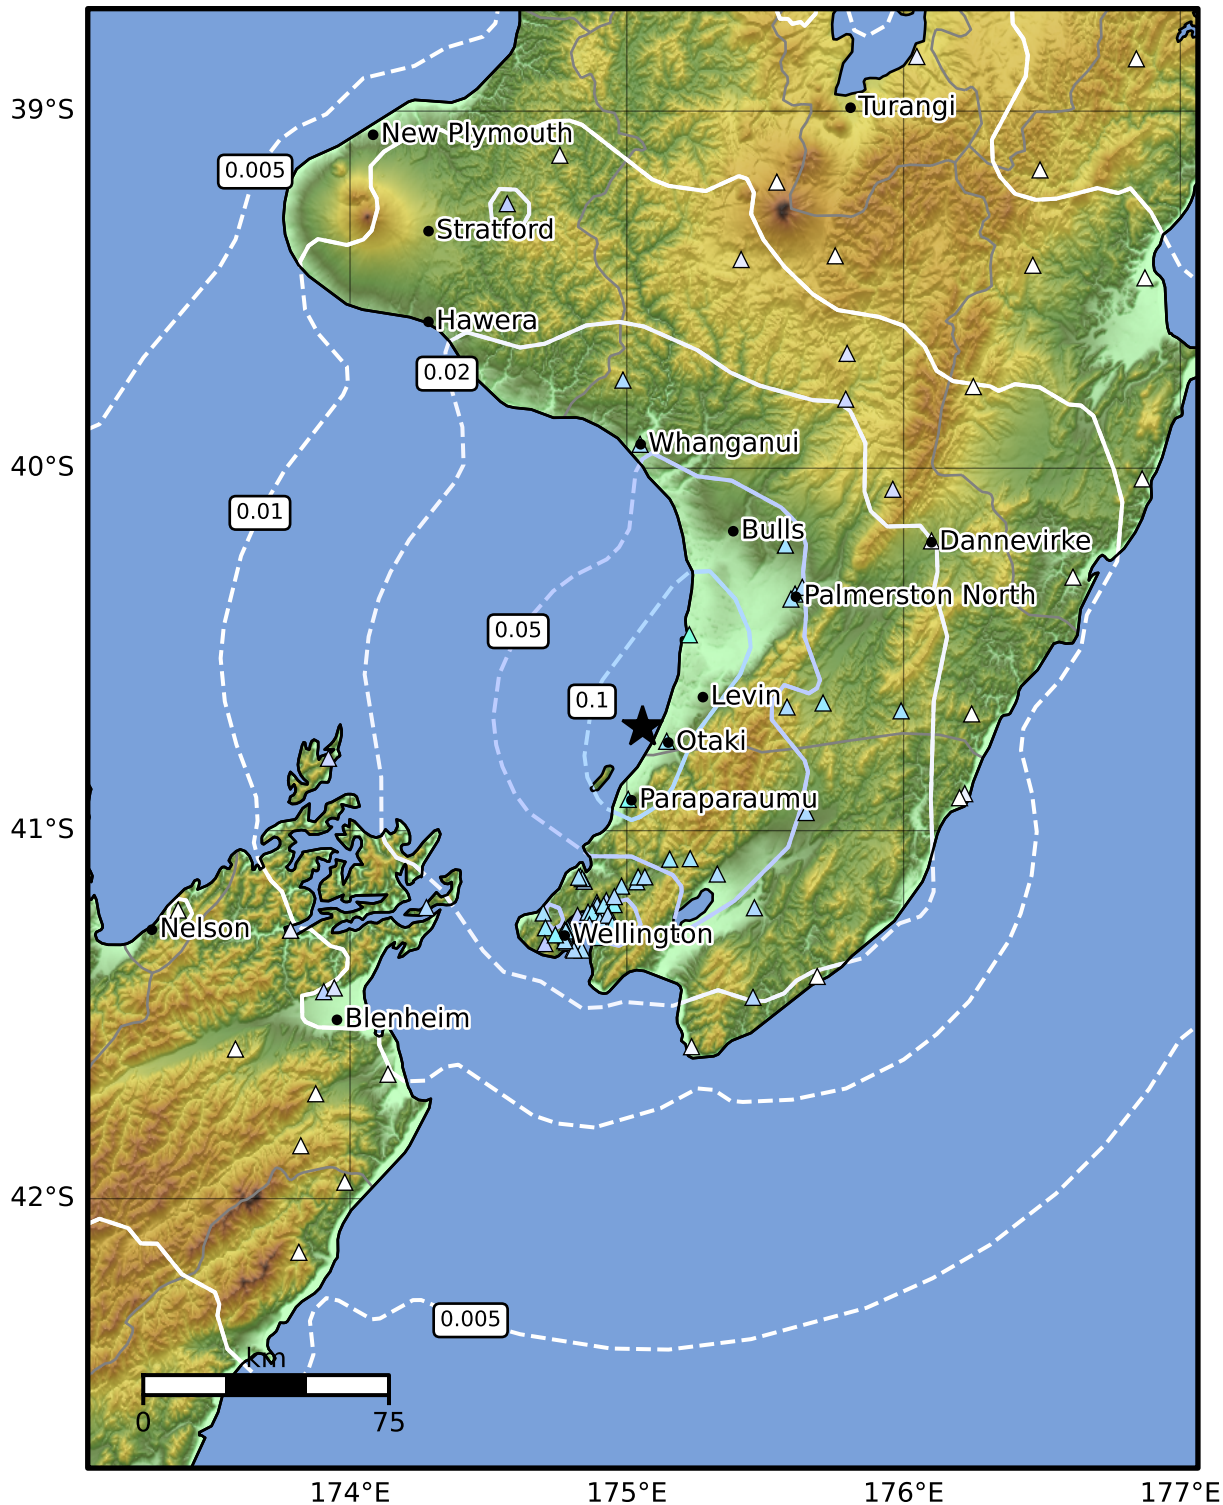 39°S
40°S
41°S
42°S
Turangi
New Plymouth
0.005
Stratford
Hawera
0.02
Whanganui
0.01
Bulls
Dannevirke
Palmerston North
0.05
Levin
0.1
Otaki
Paraparaumu
Nelson
Wellington
Blenheim
0.005
km
0
75
174°E
175°E
176°E
177°E